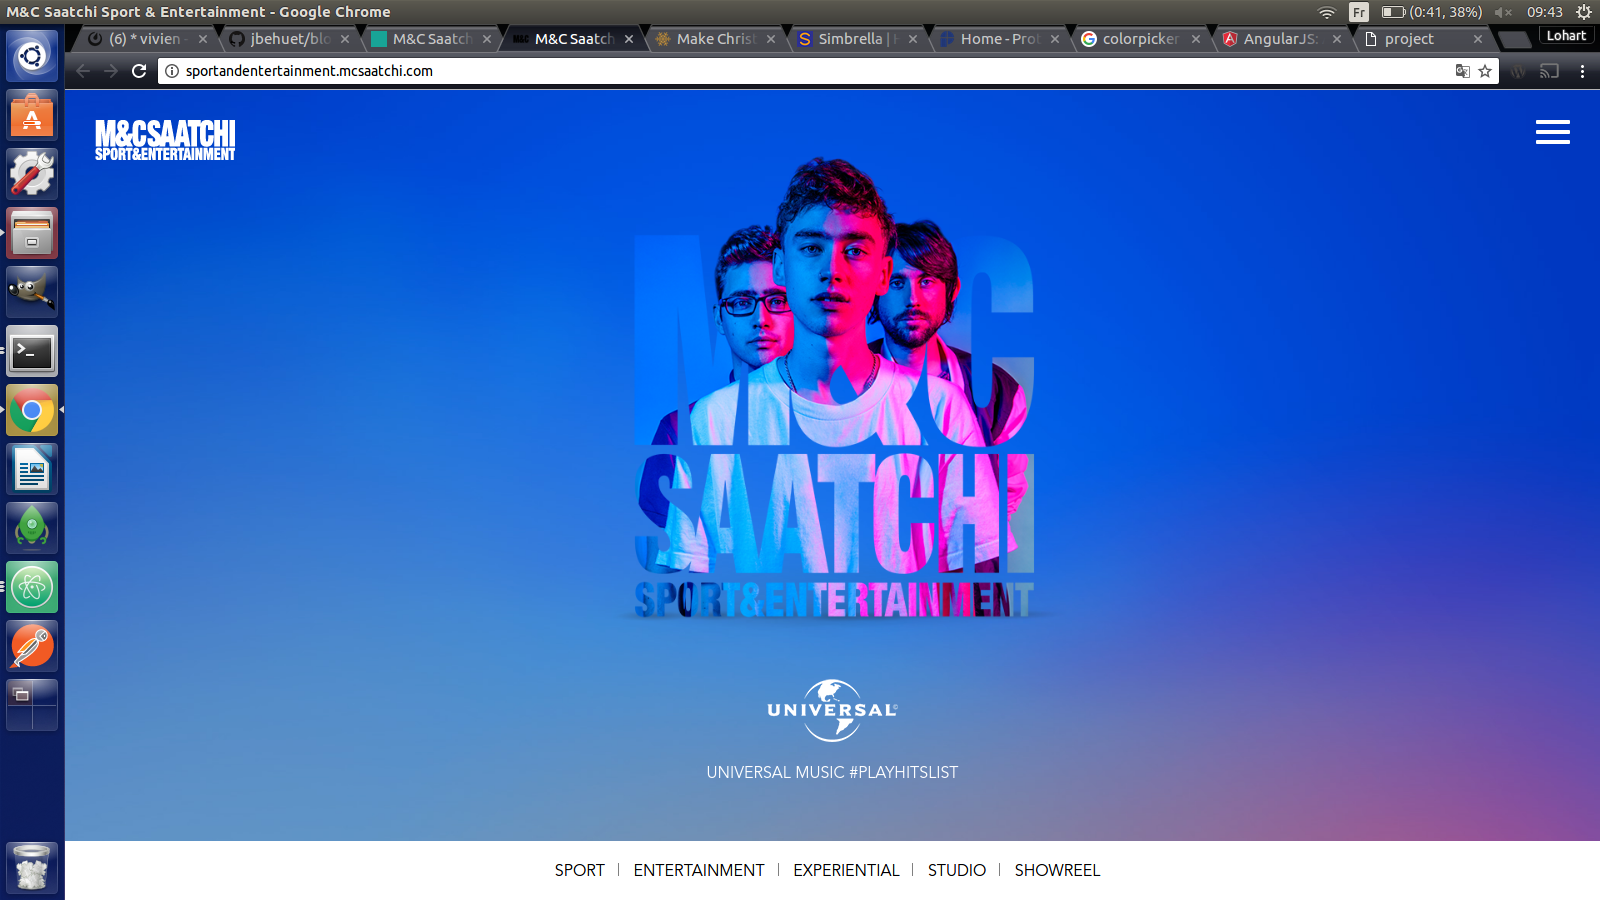 M&C Saatchi Sport & Entertainment - Google Chrome
Fr
(0:41, 38%)
09:43
(6) * vivien -
jbehuet/blo
M&C Saatch
M&C Saatch
Make Christ
Simbrella | H
Home - Prot
colorpicker
AngularJS:
project
Lohart
sportandentertainment.mcsaatchi.com
M&CSAATCHI
SPORT&ENTERTAINMENT
M&C
SAATCHI
SPORT&ENTERTAINMENT
UNIVERSAL
UNIVERSAL MUSIC #PLAYHITSLIST
SPORT | ENTERTAINMENT | EXPERIENTIAL | STUDIO | SHOWREEL